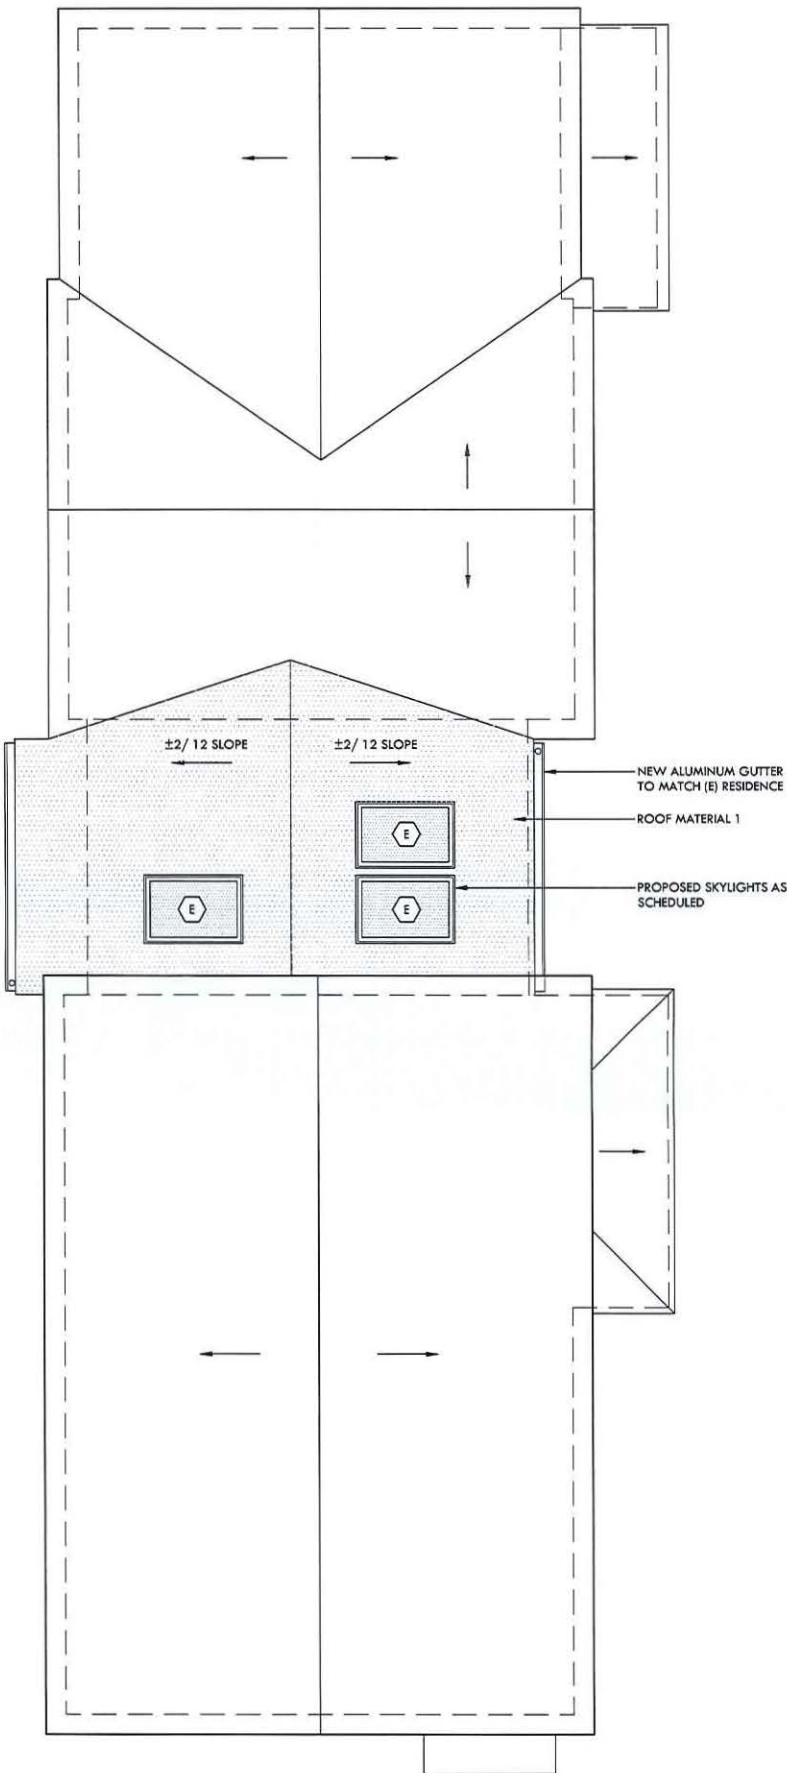 ±2/ 12 SLOPE
±2/ 12 SLOPE
NEW ALUMINUM GUTTER
TO MATCH (E) RESIDENCE
ROOF MATERIAL 1
E
PROPOSED SKYLIGHTS AS
SCHEDULED
E
E